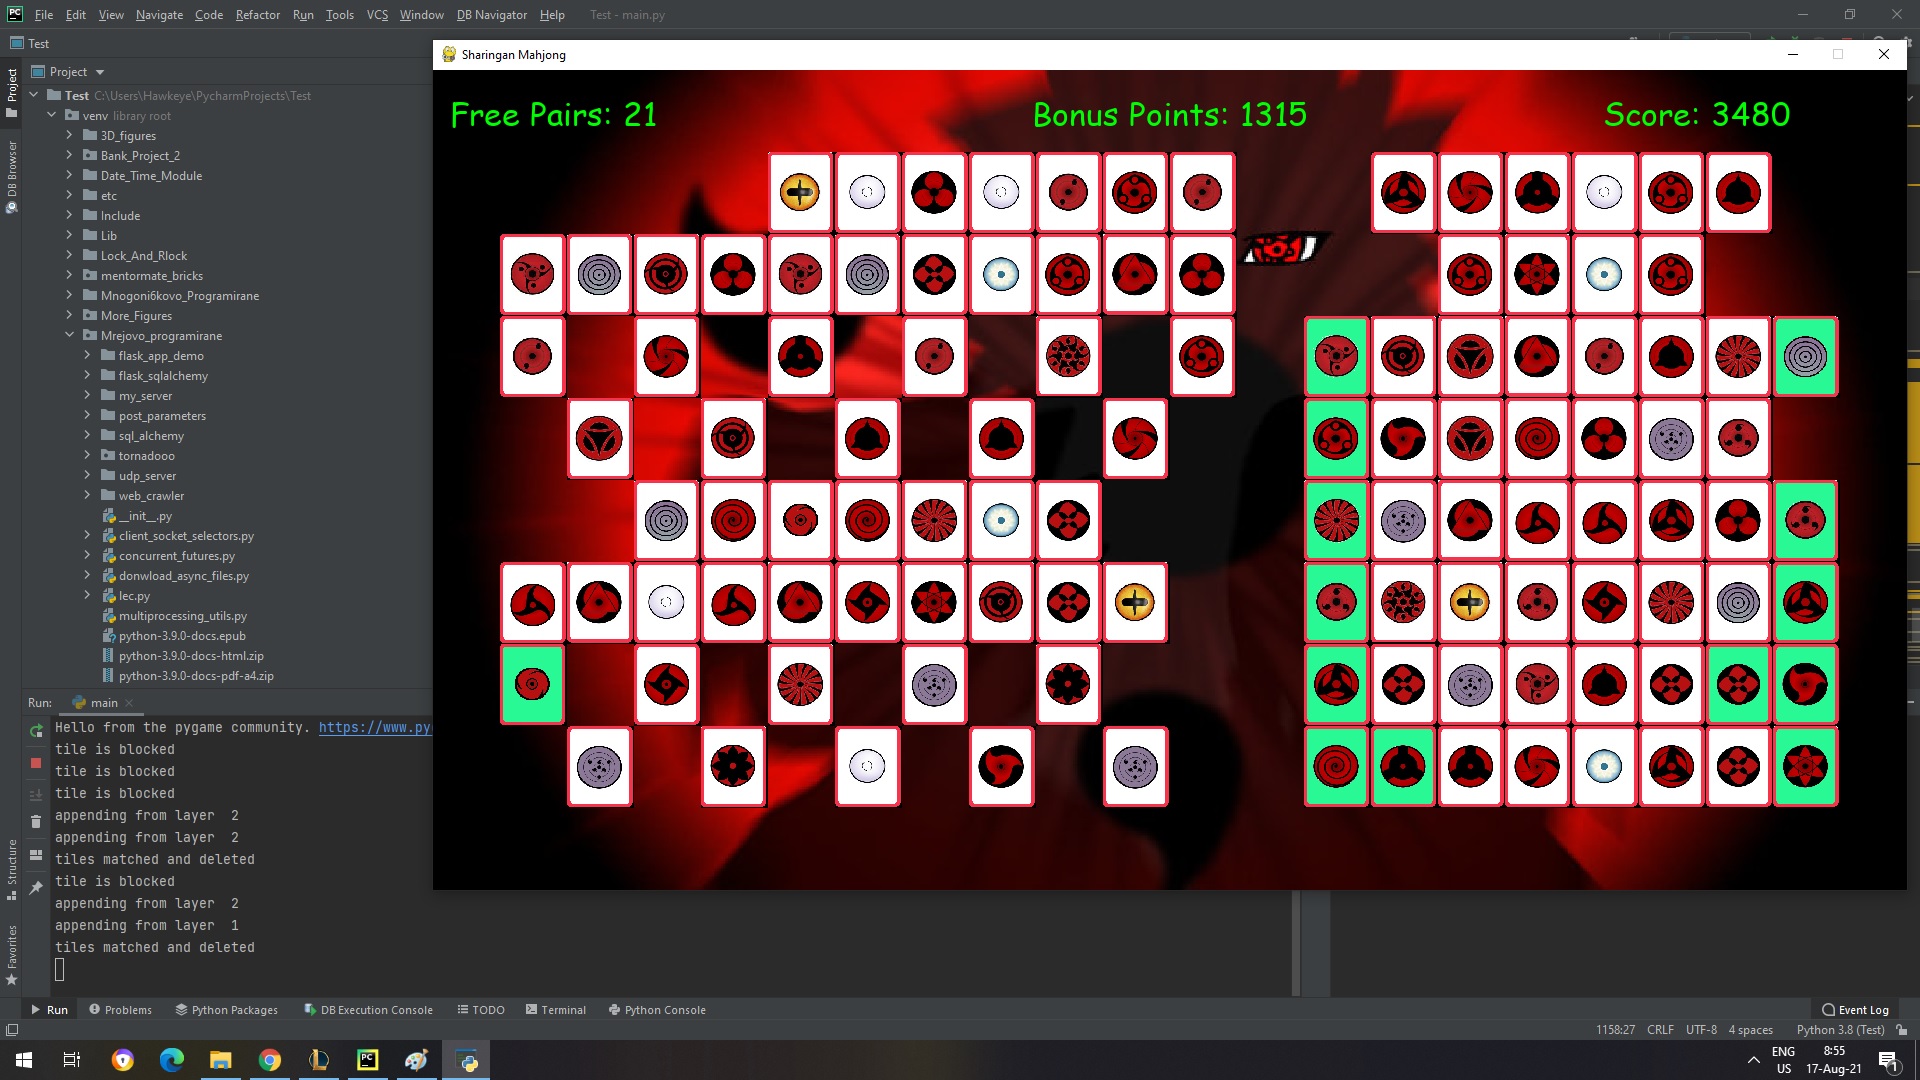 File Edit View Navigate Code Refactor Run Tools VCS Window DB Navigator Help Test - main.py
Test
Sharingan Mahjong
Project
Project
Test C:\Users\Hawkeye\PycharmProjects\Test
venv library root
3D_figures
Bank_Project_2
Date_Time_Module
etc
Include
Lib
Lock_And_Rlock
mentormate_bricks
Mnogoni6kovo_Programirane
More_Figures
Mrejovo_programirane
flask_app_demo
flask_sqlalchemy
my_server
post_parameters
sql_alchemy
tornadooo
udp_server
web_crawler
__init__.py
client_socket_selectors.py
concurrent_futures.py
donwload_async_files.py
lec.py
multiprocessing_utils.py
python-3.9.0-docs.epub
python-3.9.0-docs-html.zip
python-3.9.0-docs-pdf-a4.zip
DB Browser
Free Pairs: 21
Bonus Points: 1315
Score: 3480
Run: main
Hello from the pygame community. https://www.py
tile is blocked
tile is blocked
tile is blocked
appending from layer 2
appending from layer 2
tiles matched and deleted
tile is blocked
appending from layer 2
appending from layer 1
tiles matched and deleted
Structure
Favorites
Run Problems Python Packages DB Execution Console TODO Terminal Python Console Event Log
1158:27 CRLF UTF-8 4 spaces Python 3.8 (Test)
PC
PC
ENG
US
8:55
17-Aug-21
1